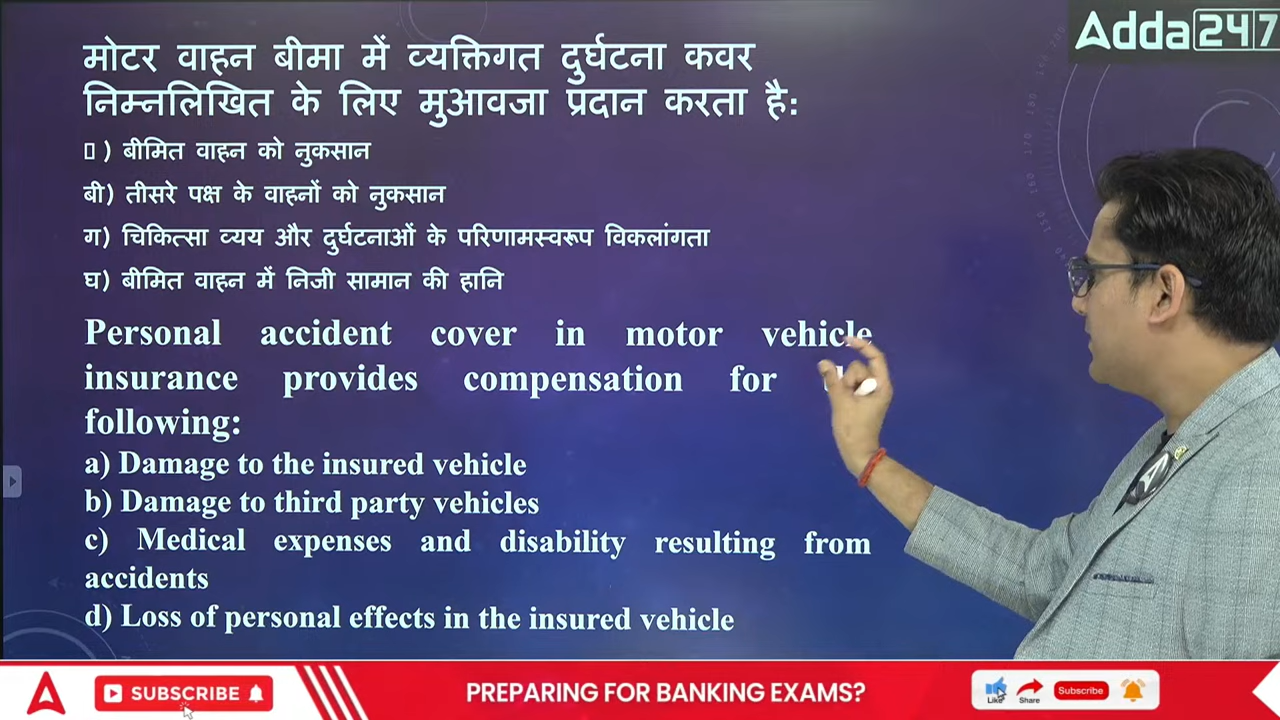 Adda247
मोटर वाहन बीमा में व्यक्तिगत दुर्घटना कवर
निम्नलिखित के लिए मुआवजा प्रदान करता है:
) बीमित वाहन को नुकसान
बी) तीसरे पक्ष के वाहनों को नुकसान
ग) चिकित्सा व्यय और दुर्घटनाओं के परिणामस्वरूप विकलांगता
घ) बीमित वाहन में निजी सामान की हानि
Personal accident cover in motor vehicle
insurance provides compensation for
following:
a) Damage to the insured vehicle
b) Damage to third party vehicles
c) Medical expenses and disability resulting from
accidents
d) Loss of personal effects in the insured vehicle
SUBSCRIBE
PREPARING FOR BANKING EXAMS?
Like Share Subscribe